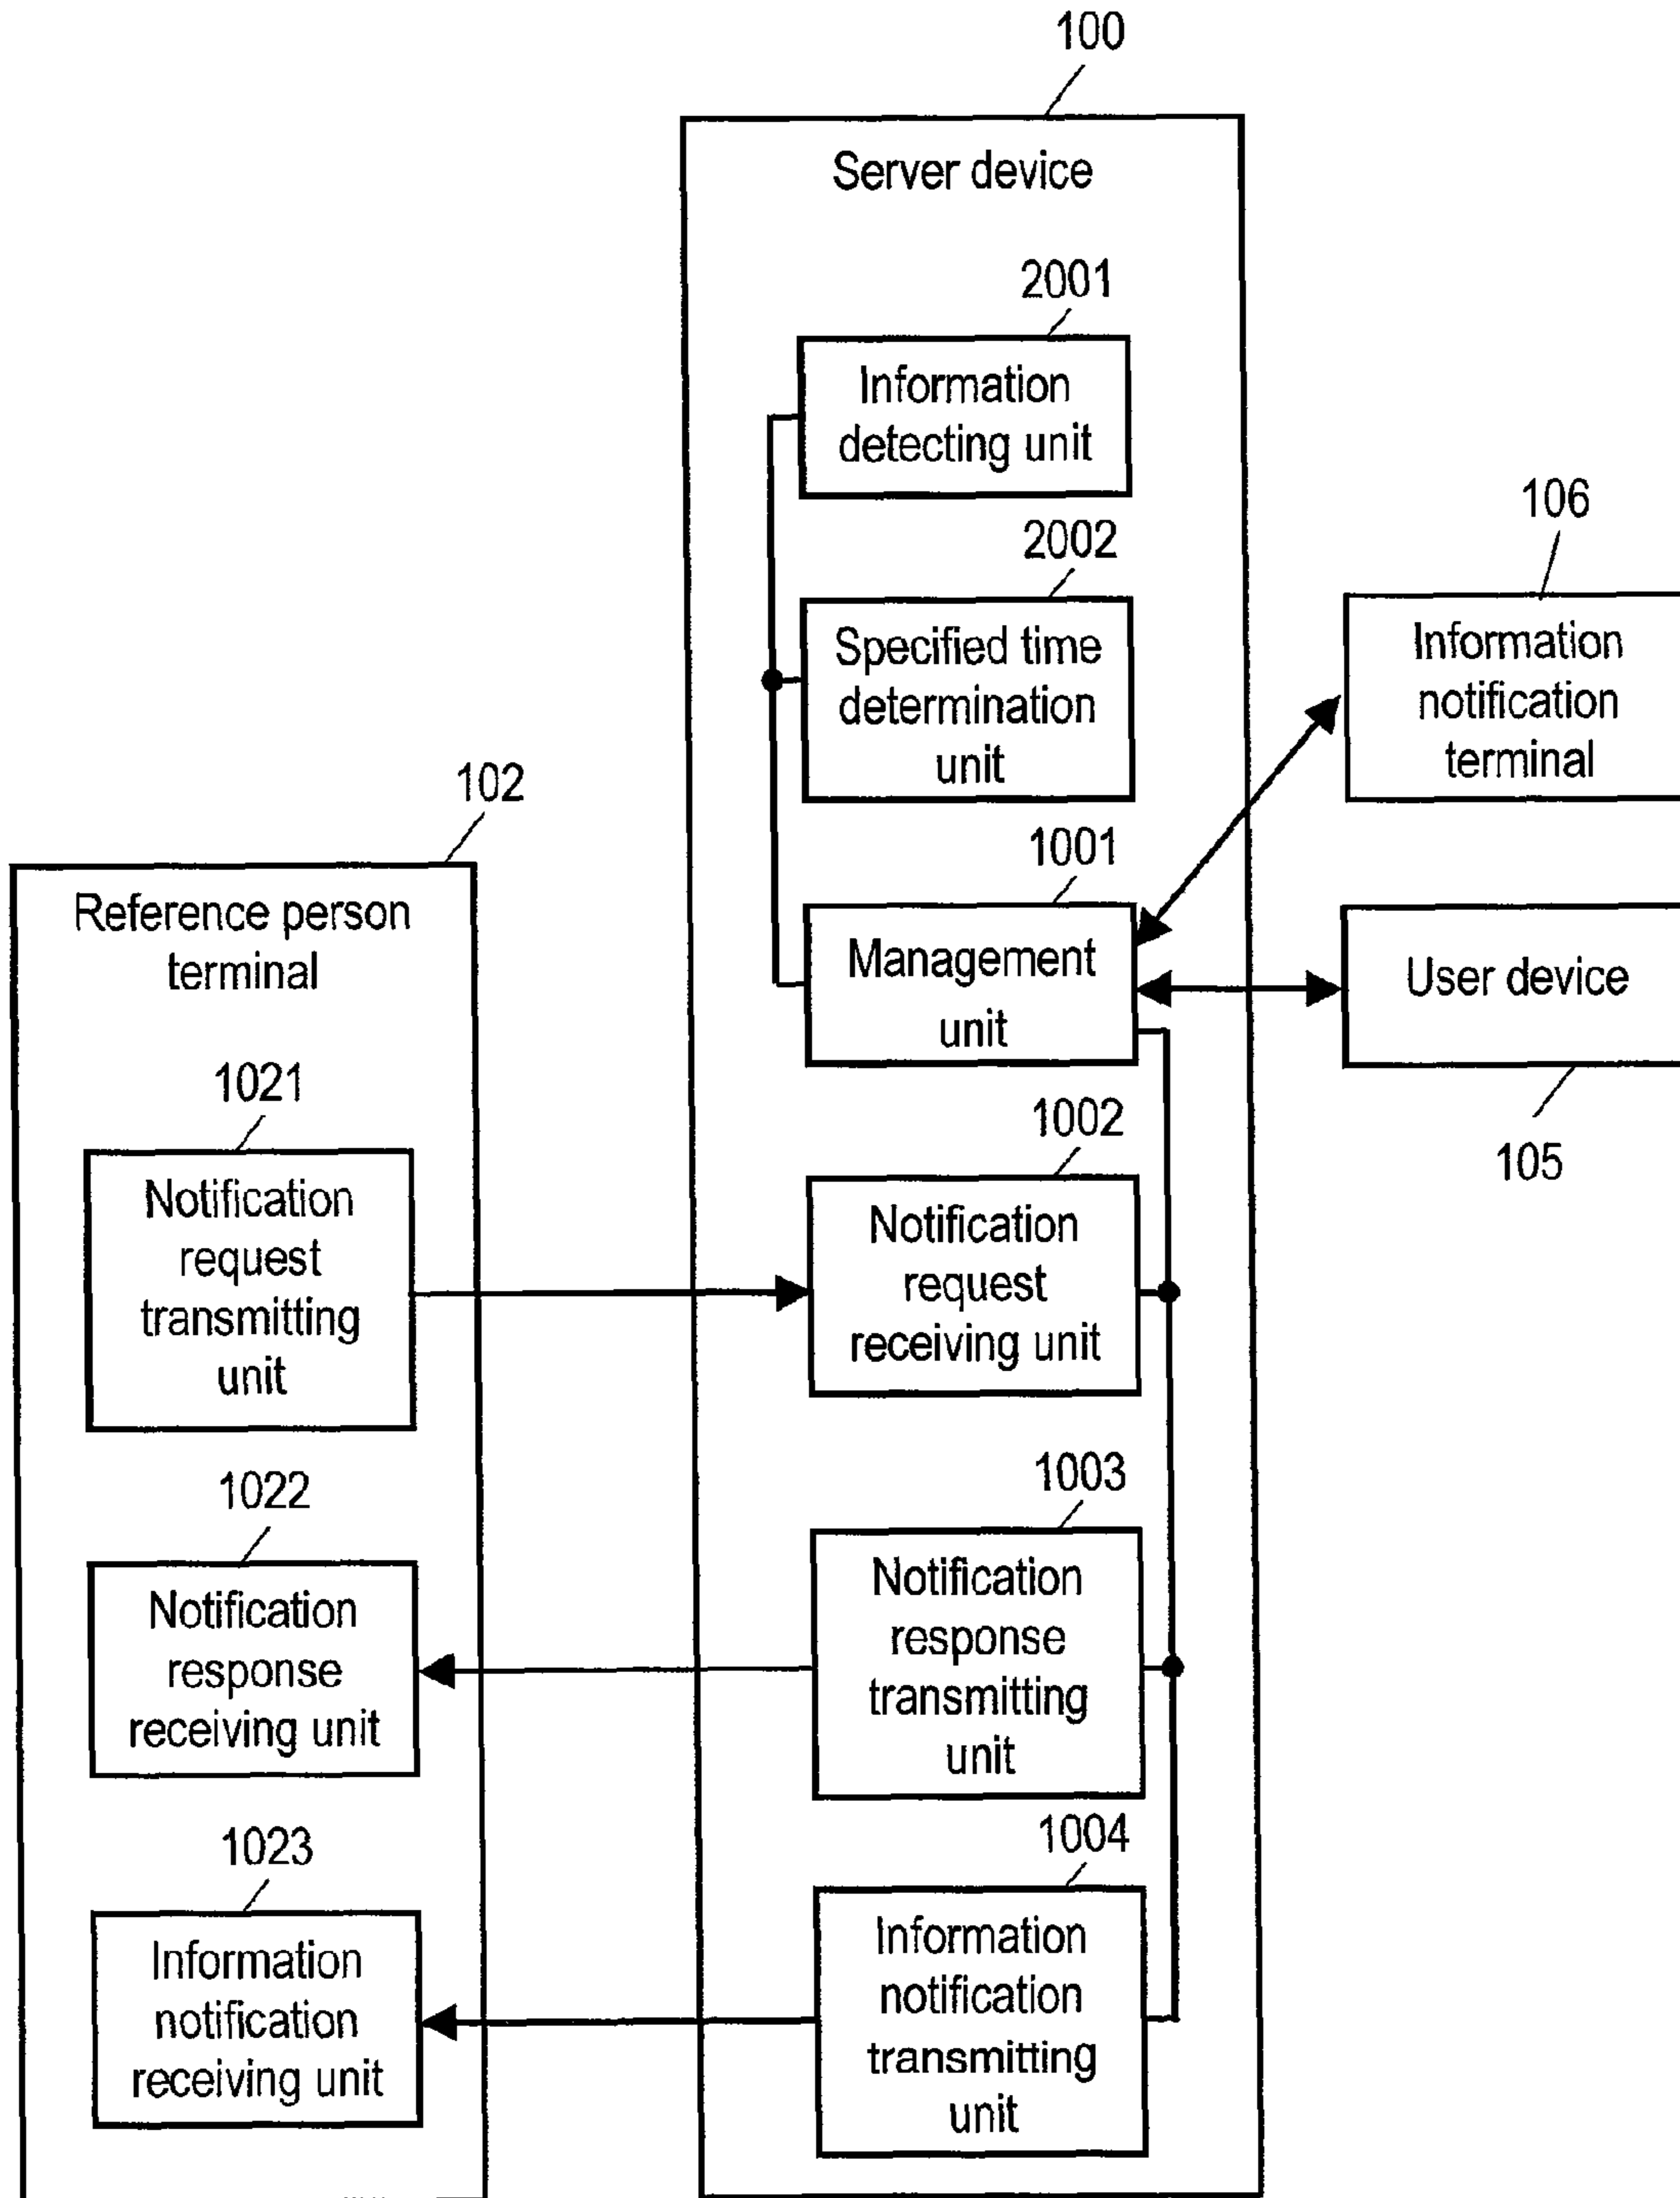 100
Server device
2001
Information
detecting unit
2002
Specified time
determination
unit
106
Information
notification
terminal
102
Reference person
terminal
1001
Management
unit
User device
105
1021
Notification
request
transmitting
unit
1002
Notification
request
receiving unit
1022
Notification
response
receiving unit
1003
Notification
response
transmitting
unit
1023
Information
notification
receiving unit
1004
Information
notification
transmitting
unit